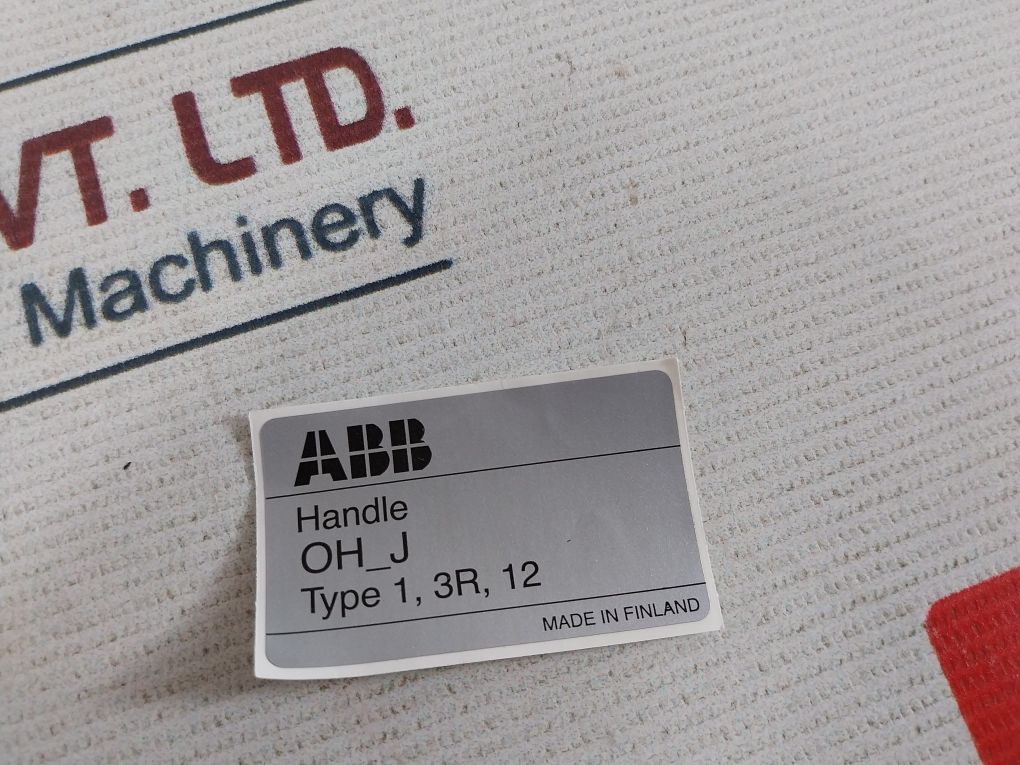 VT. LTD.
Machinery
ABB
Handle
OH_J
Type 1, 3R, 12
MADE IN FINLAND